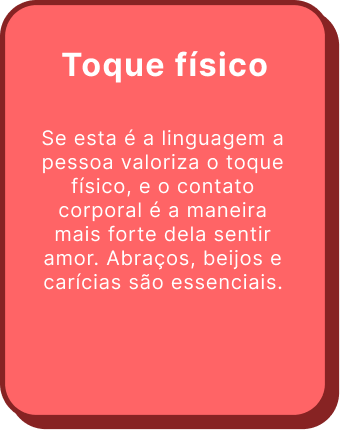 Toque físico
Se esta é a linguagem a
pessoa valoriza o toque
físico, e o contato
corporal é a maneira
mais forte dela sentir
amor. Abraços, beijos e
carícias são essenciais.